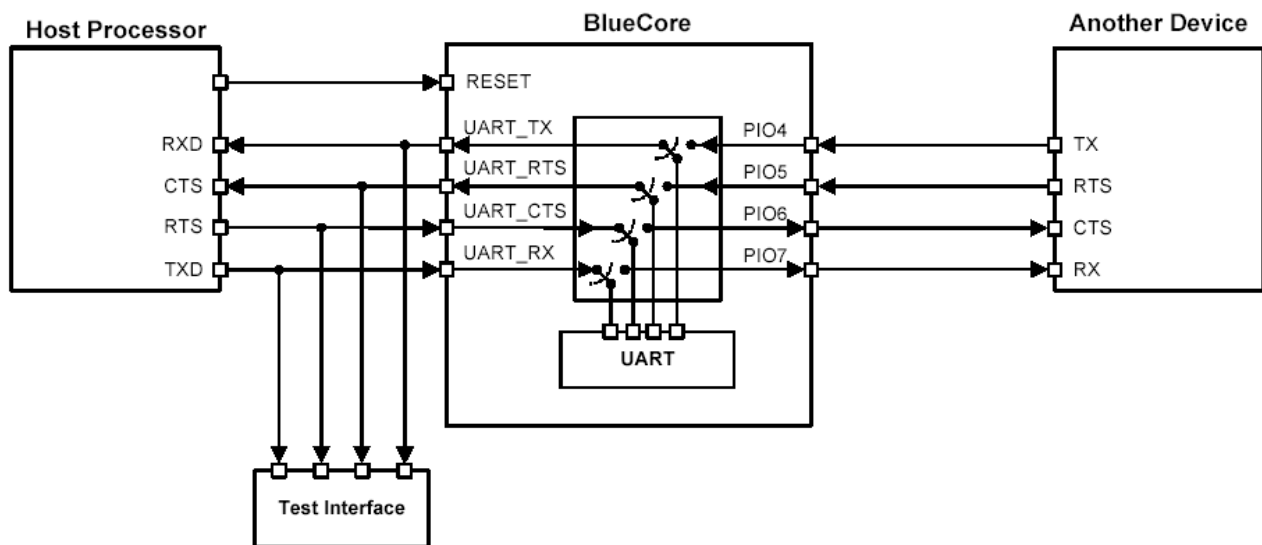 Host Processor
BlueCore
Another Device
RESET
RXD
UART_TX
PIO4
TX
CTS
UART_RTS
PIO5
RTS
RTS
UART_CTS
PIO6
CTS
TXD
UART_RX
PIO7
RX
UART
Test Interface